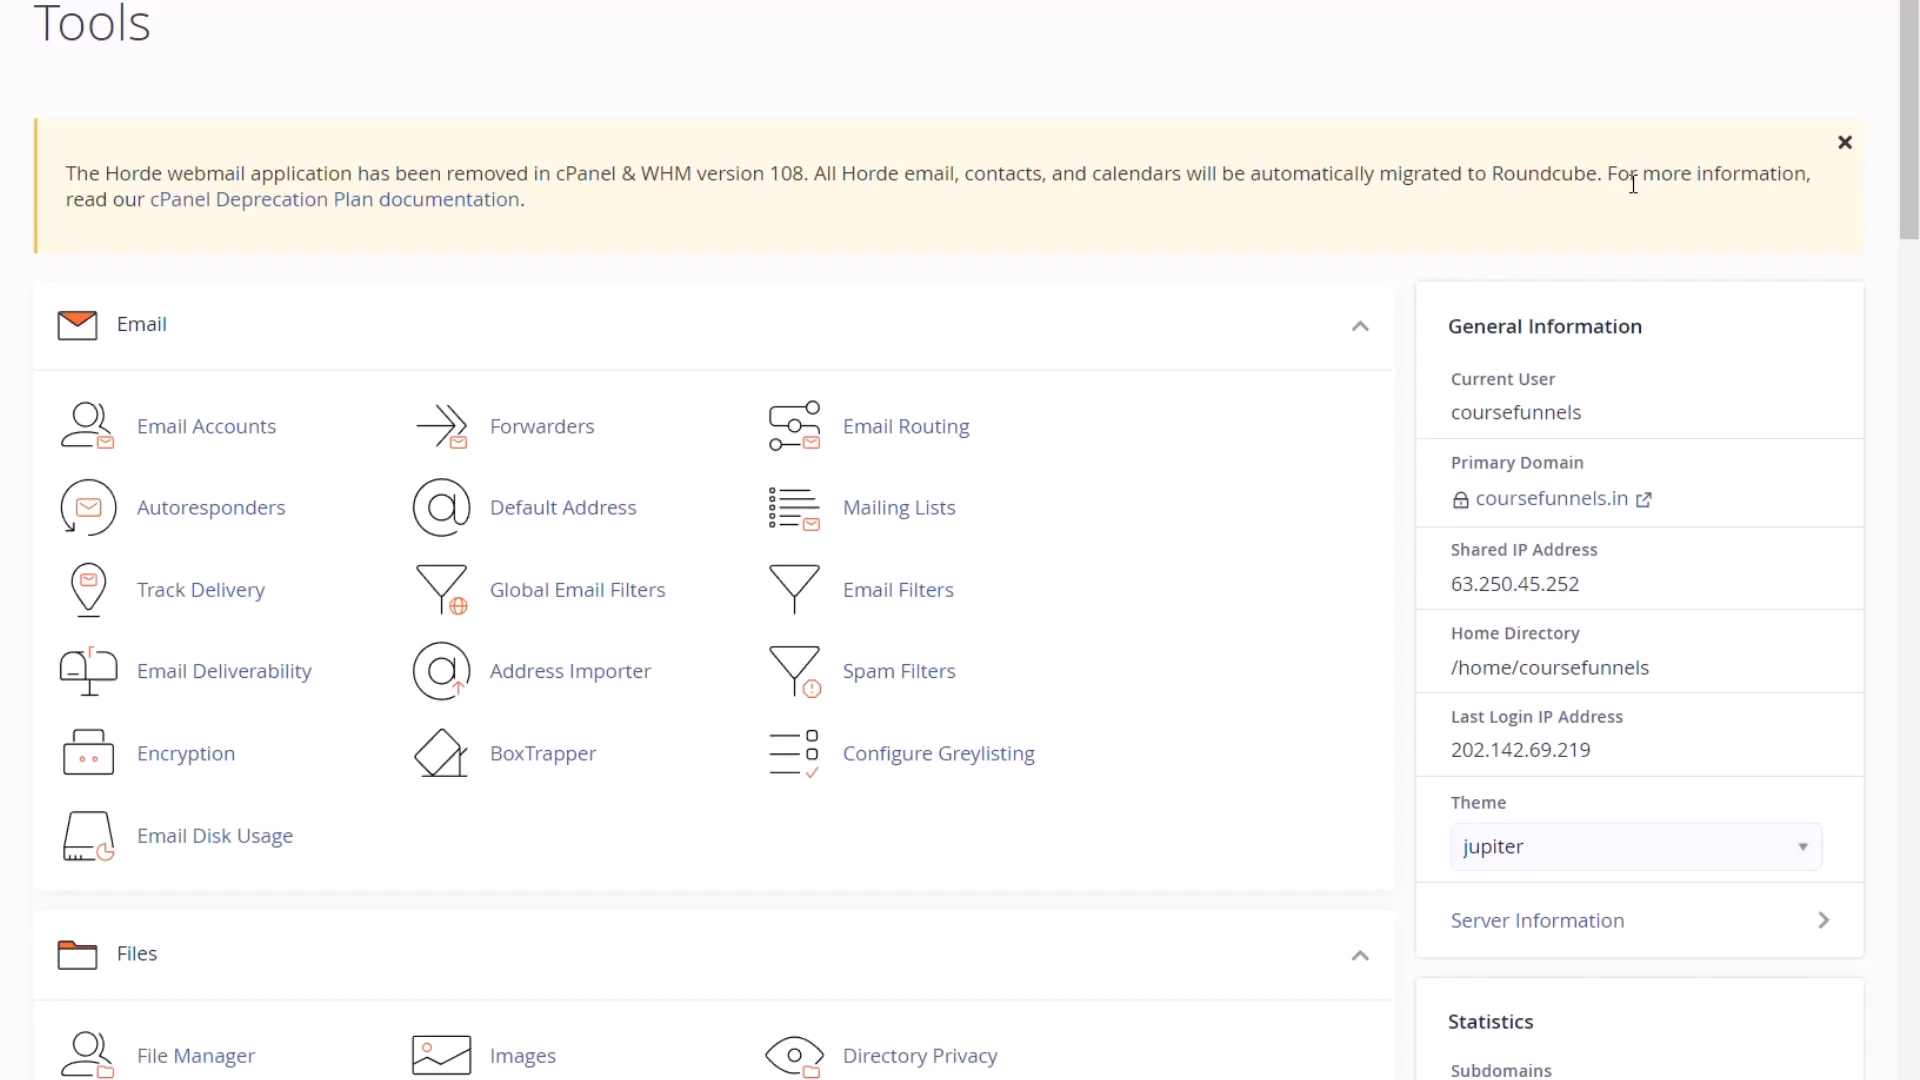 Tools
The Horde webmail application has been removed in cPanel & WHM version 108. All Horde email, contacts, and calendars will be automatically migrated to Roundcube. For more information,
read our cPanel Deprecation Plan documentation.
Email
Email Accounts
Forwarders
Email Routing
Autoresponders
Default Address
Mailing Lists
Track Delivery
Global Email Filters
Email Filters
Email Deliverability
Address Importer
Spam Filters
Encryption
BoxTrapper
Configure Greylisting
Email Disk Usage
Files
File Manager
Images
Directory Privacy
General Information
Current User
coursefunnels
Primary Domain
coursefunnels.in
Shared IP Address
63.250.45.252
Home Directory
/home/coursefunnels
Last Login IP Address
202.142.69.219
Theme
jupiter
Server Information
Statistics
Subdomains